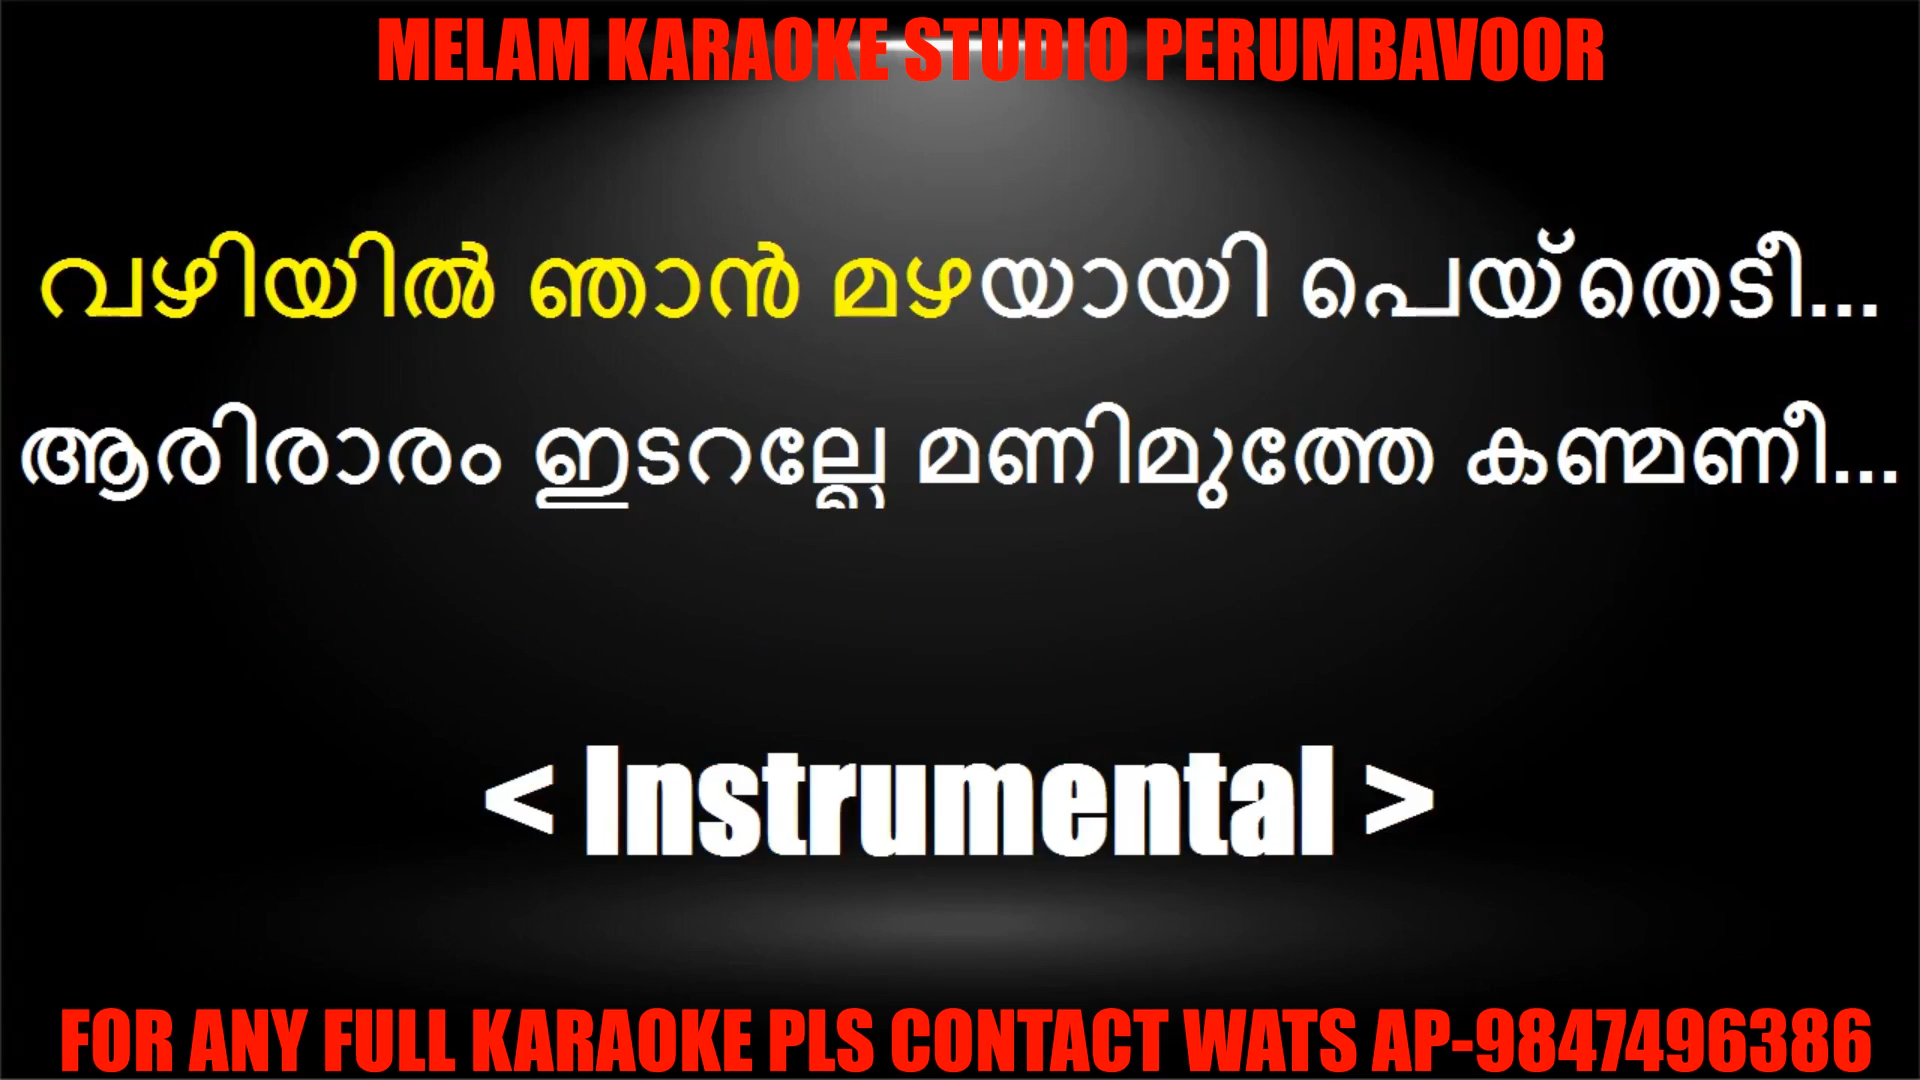 MELAM KARAOKE STUDIO PERUMBAVOOR
വഴിയിൽ ഞാൻ മഴയായി പെയ്തെടീ...
ആരിരാരം ഇടറല്ലേ മണിമുത്തേ കണ്മണീ...
< Instrumental >
FOR ANY FULL KARAOKE PLS CONTACT WATS AP-9847496386